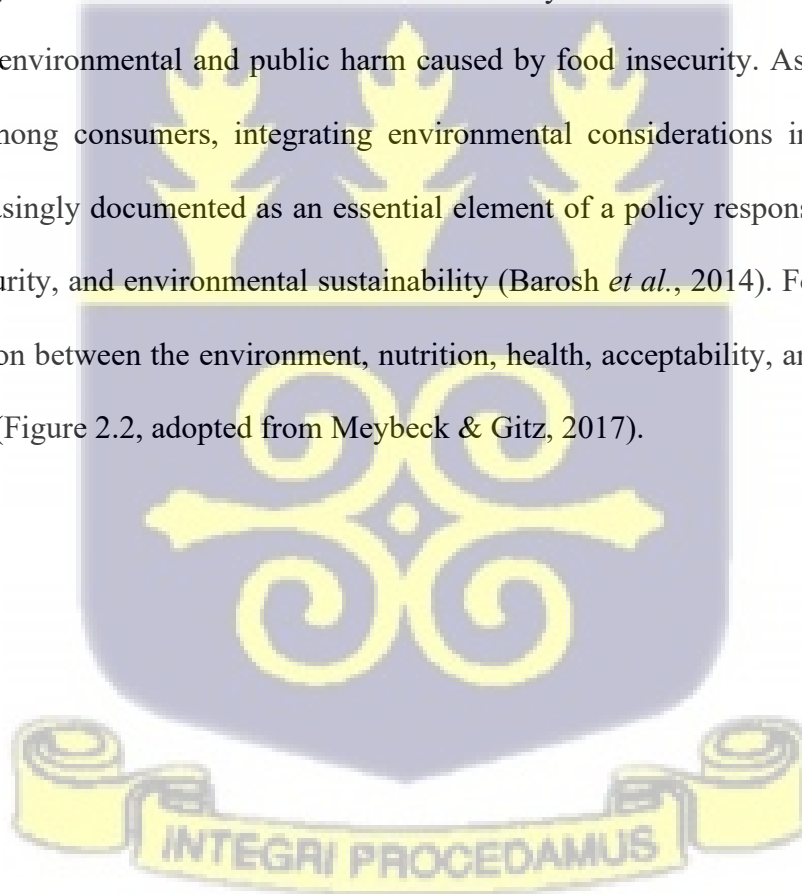 environmental and public harm caused by food insecurity. As
mong consumers, integrating environmental considerations in
asingly documented as an essential element of a policy respons
urity, and environmental sustainability (Barosh et al., 2014). Fo
on between the environment, nutrition, health, acceptability, an
(Figure 2.2, adopted from Meybeck & Gitz, 2017).
INTEGRI PROCEDAMUS